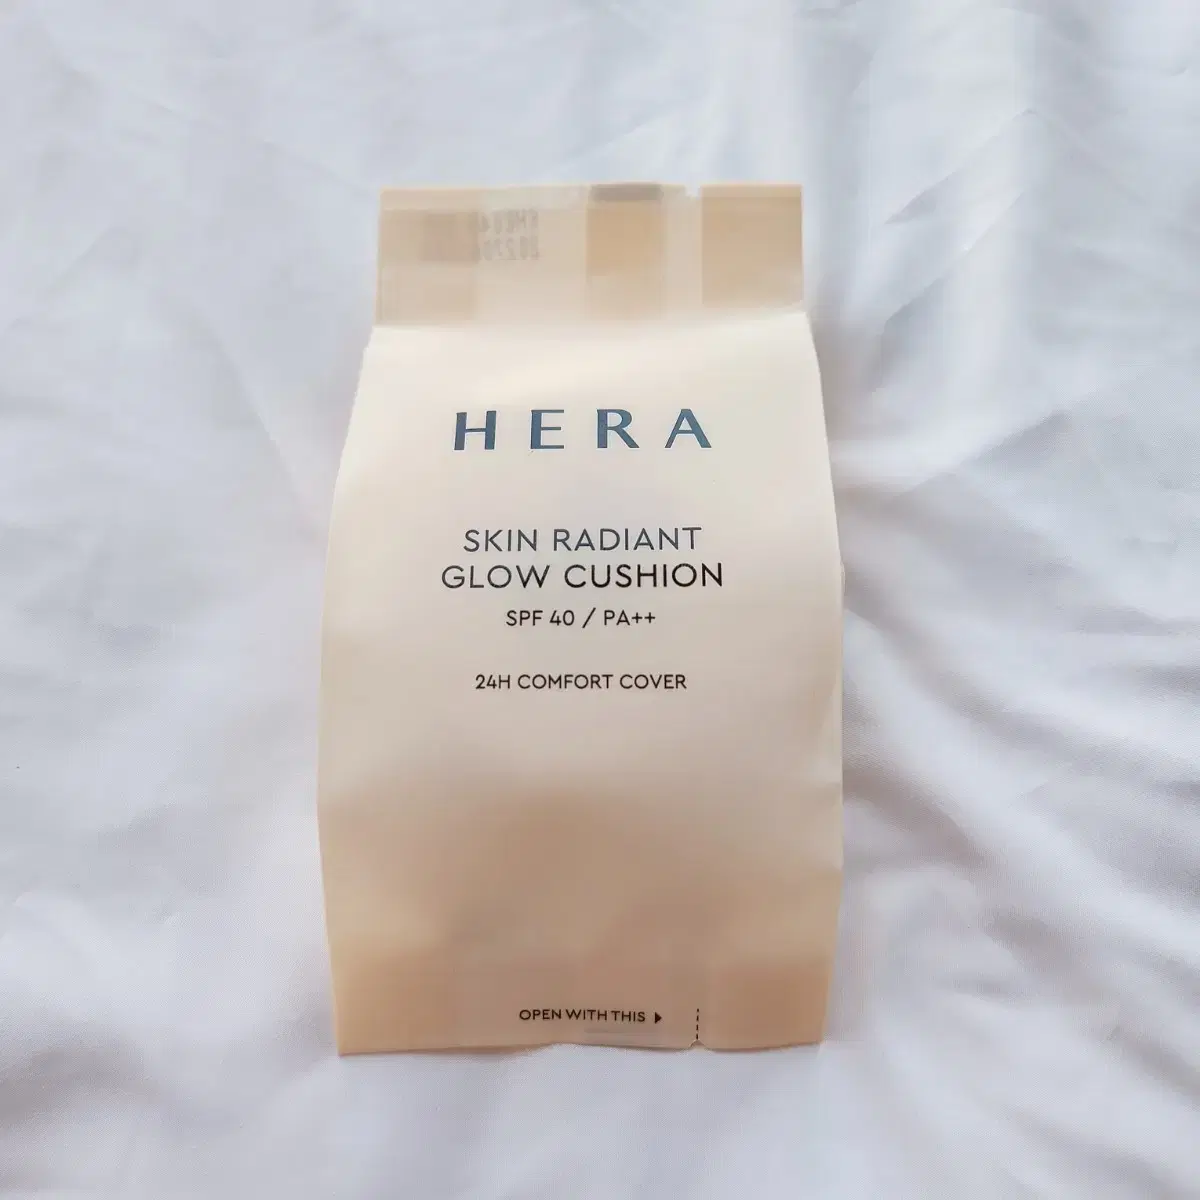 HERA
SKIN RADIANT
GLOW CUSHION
SPF 40 / PA++
24H COMFORT COVER
OPEN WITH THIS ▶